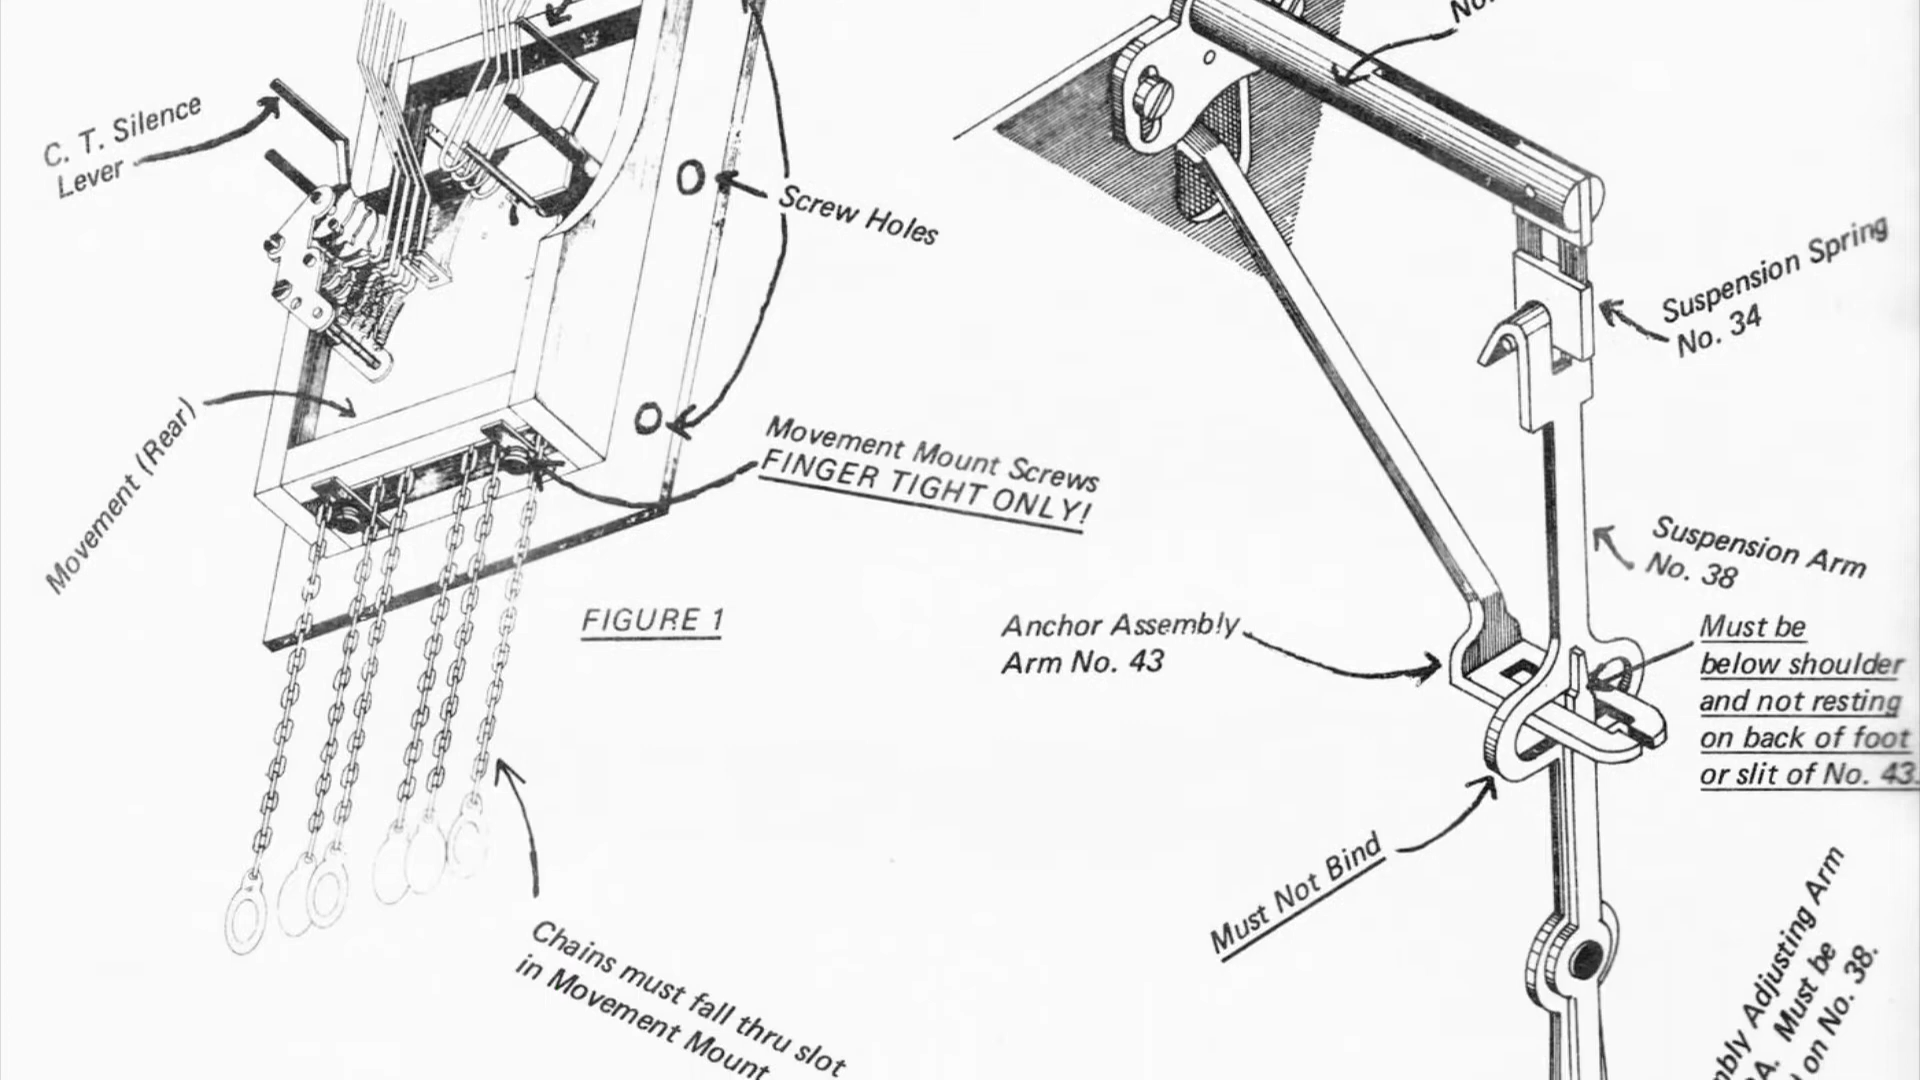 No.
C. T. Silence
Lever
Screw Holes
Suspension Spring
No. 34
Movement (Rear)
Movement Mount Screws
FINGER TIGHT ONLY!
Suspension Arm
No. 38
FIGURE 1
Anchor Assembly
Arm No. 43
Must be
below shoulder
and not resting
on back of foot
or slit of No. 43.
Must Not Bind
Chains must fall thru slot
in Movement Mount
Adjusting Arm
Must be
on No. 38.